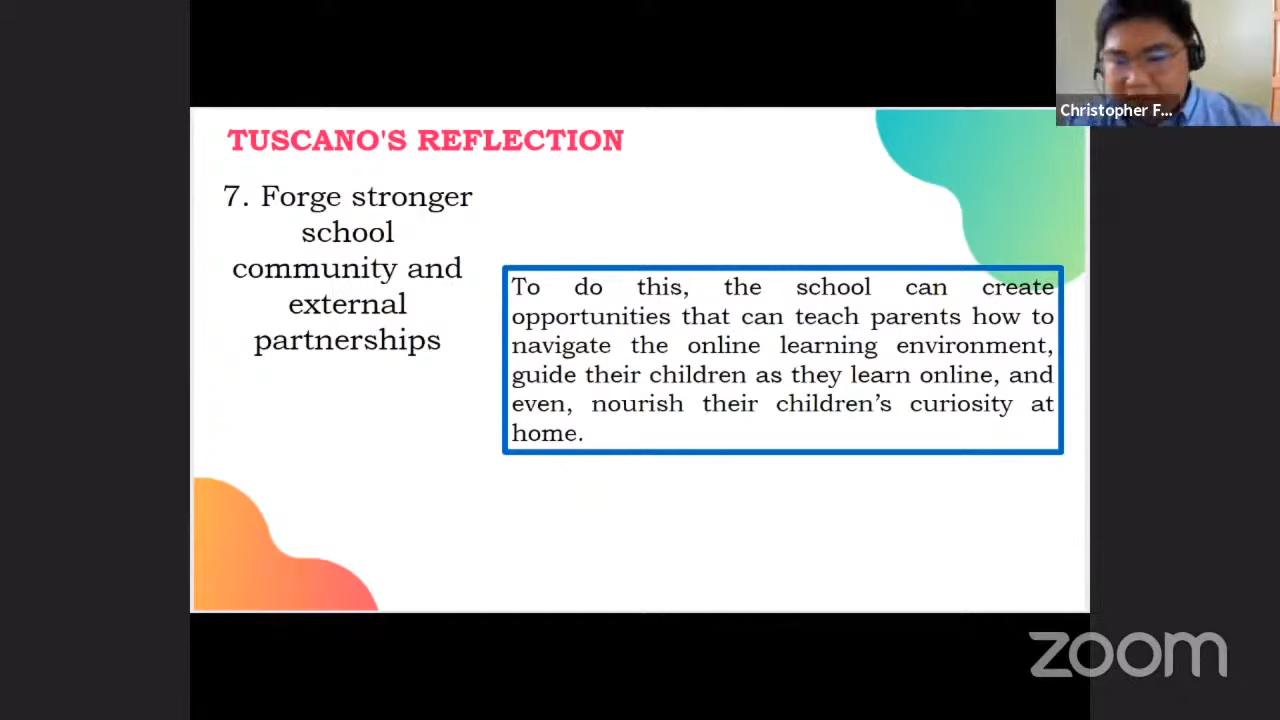 Christopher F...
TUSCANO'S REFLECTION
7. Forge stronger
school
community and
external
partnerships
To do this, the school can create
opportunities that can teach parents how to
navigate the online learning environment,
guide their children as they learn online, and
even, nourish their children’s curiosity at
home.
zoom